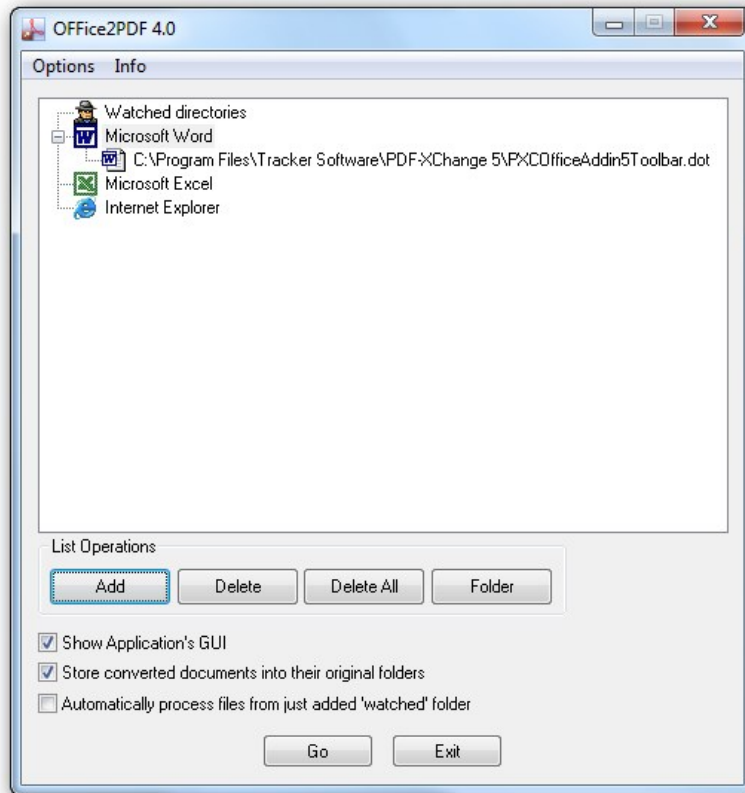 OFFice2PDF 4.0
Options Info
Watched directories
Microsoft Word
C:\Program Files\Tracker Software\PDF-XChange 5\PXCOfficeAddin5Toolbar.dot
Microsoft Excel
Internet Explorer
List Operations
Add Delete Delete All Folder
Show Application's GUI
Store converted documents into their original folders
Automatically process files from just added 'watched' folder
Go Exit